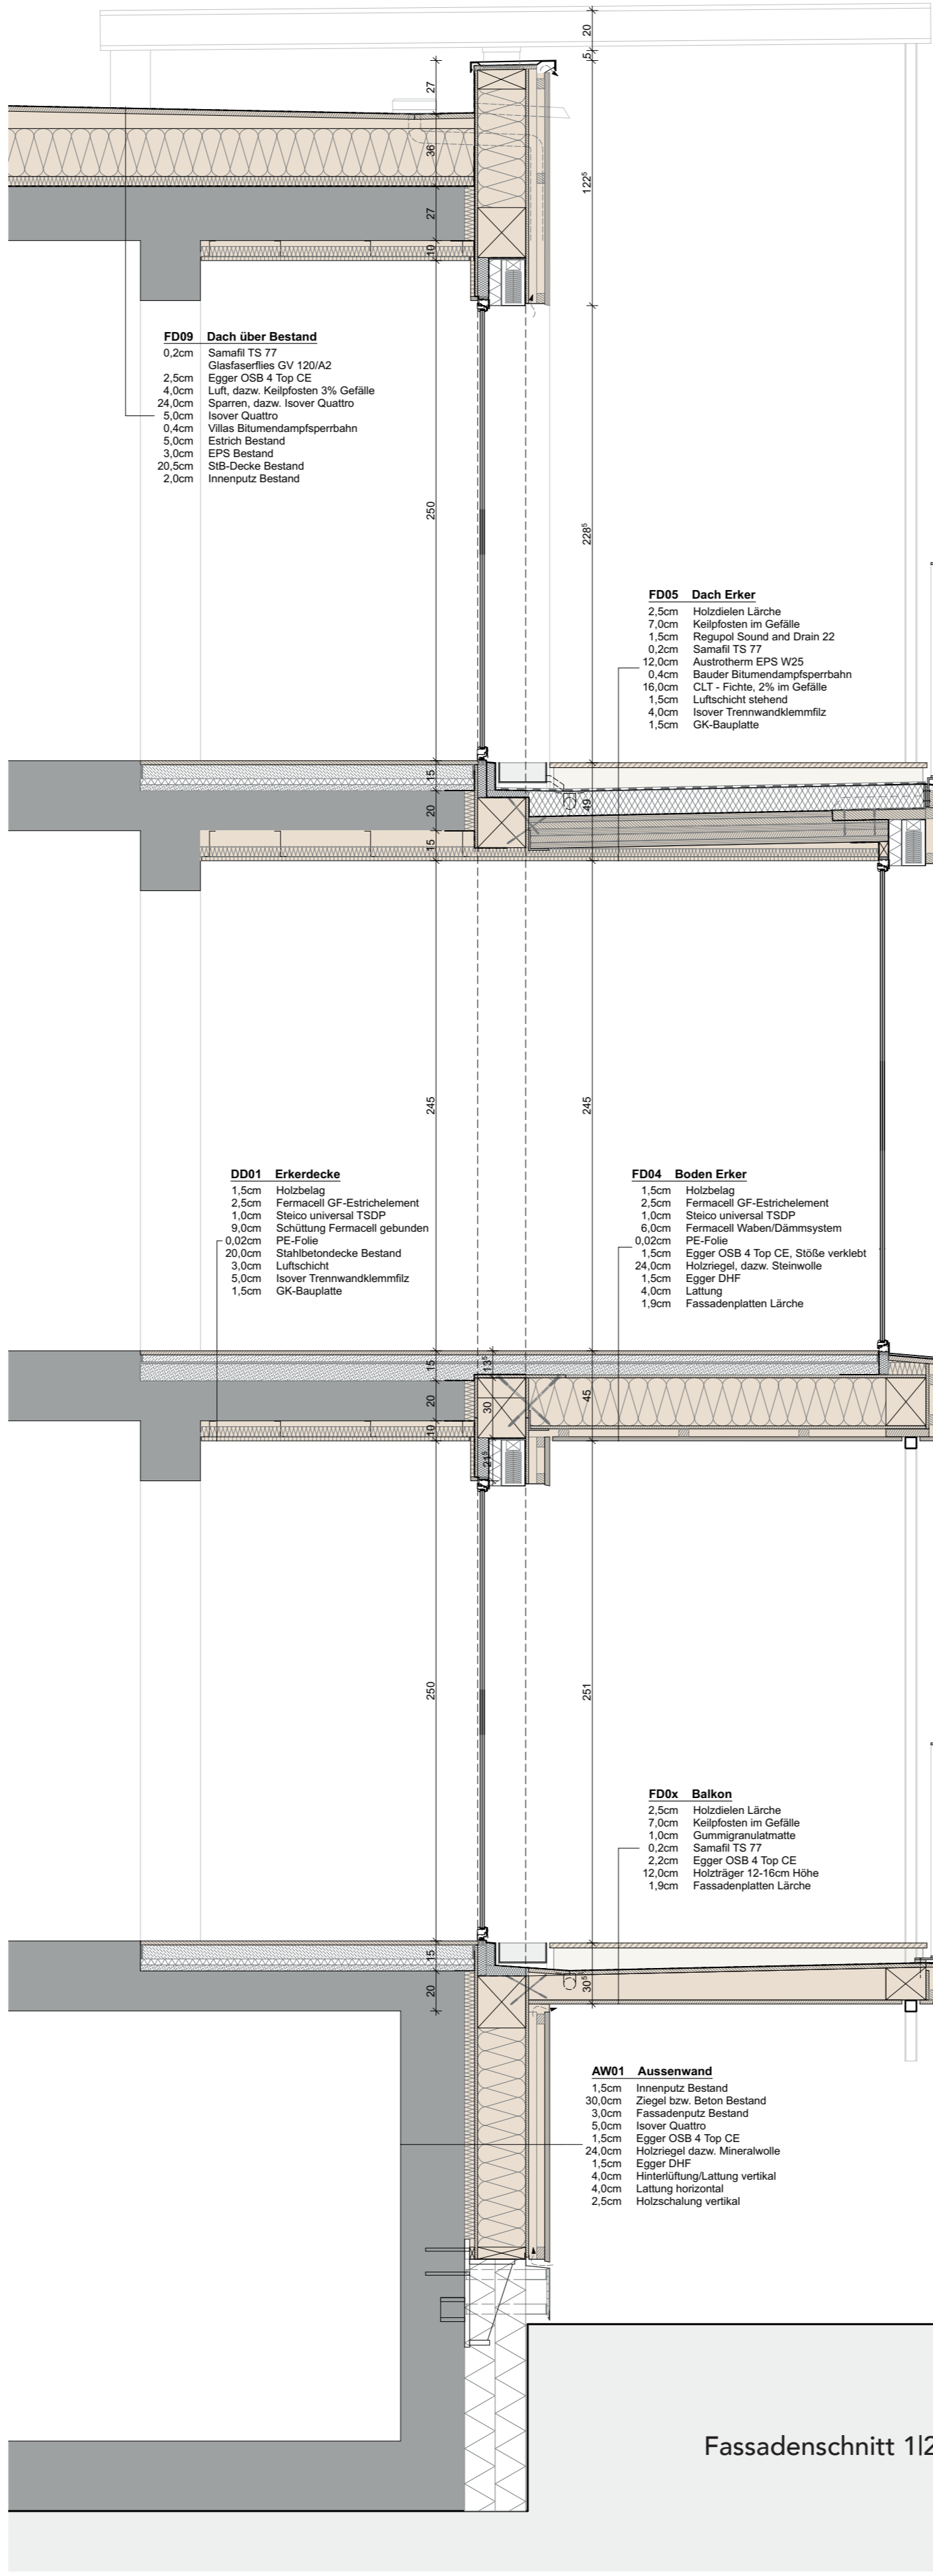 20
5
27
36
27
10
122⁵
FD09 Dach über Bestand
0,2cm Samafil TS 77
Glasfaserflies GV 120/A2
2,5cm Egger OSB 4 Top CE
4,0cm Luft, dazw. Keilpfosten 3% Gefälle
24,0cm Sparren, dazw. Isover Quattro
5,0cm Isover Quattro
0,4cm Villas Bitumendampfsperrbahn
5,0cm Estrich Bestand
3,0cm EPS Bestand
20,5cm StB-Decke Bestand
2,0cm Innenputz Bestand
250
228⁵
FD05 Dach Erker
2,5cm Holzdielen Lärche
7,0cm Keilpfosten im Gefälle
1,5cm Regupol Sound and Drain 22
0,2cm Samafil TS 77
12,0cm Austrotherm EPS W25
0,4cm Bauder Bitumendampfsperrbahn
16,0cm CLT - Fichte, 2% im Gefälle
1,5cm Luftschicht stehend
4,0cm Isover Trennwandklemmfilz
1,5cm GK-Bauplatte
15
20
15
49
245
245
DD01 Erkerdecke
1,5cm Holzbelag
2,5cm Fermacell GF-Estrichelement
1,0cm Steico universal TSDP
9,0cm Schüttung Fermacell gebunden
0,02cm PE-Folie
20,0cm Stahlbetondecke Bestand
3,0cm Luftschicht
5,0cm Isover Trennwandklemmfilz
1,5cm GK-Bauplatte
FD04 Boden Erker
1,5cm Holzbelag
2,5cm Fermacell GF-Estrichelement
1,0cm Steico universal TSDP
6,0cm Fermacell Waben/Dämmsystem
0,02cm PE-Folie
1,5cm Egger OSB 4 Top CE, Stöße verklebt
24,0cm Holzriegel, dazw. Steinwolle
1,5cm Egger DHF
4,0cm Lattung
1,9cm Fassadenplatten Lärche
15
20
10
13⁵
30
21⁵
45
250
251
FD0x Balkon
2,5cm Holzdielen Lärche
7,0cm Keilpfosten im Gefälle
1,0cm Gummigranulatmatte
0,2cm Samafil TS 77
2,2cm Egger OSB 4 Top CE
12,0cm Holzträger 12-16cm Höhe
1,9cm Fassadenplatten Lärche
15
20
30⁵
AW01 Aussenwand
1,5cm Innenputz Bestand
30,0cm Ziegel bzw. Beton Bestand
3,0cm Fassadenputz Bestand
5,0cm Isover Quattro
1,5cm Egger OSB 4 Top CE
24,0cm Holzriegel dazw. Mineralwolle
1,5cm Egger DHF
4,0cm Hinterlüftung/Lattung vertikal
4,0cm Lattung horizontal
2,5cm Holzschalung vertikal
Fassadenschnitt 1|2